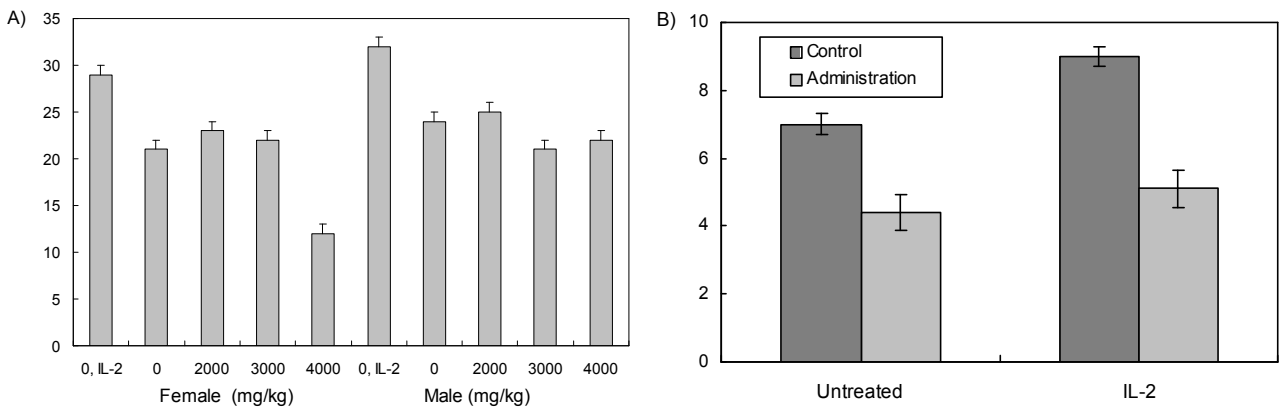 A)
35
30
25
20
15
10
5
0
0, IL-2 0 2000 3000 4000 0, IL-2 0 2000 3000 4000
Female (mg/kg) Male (mg/kg)
B)
10
8
6
4
2
0
Control
Administration
Untreated IL-2